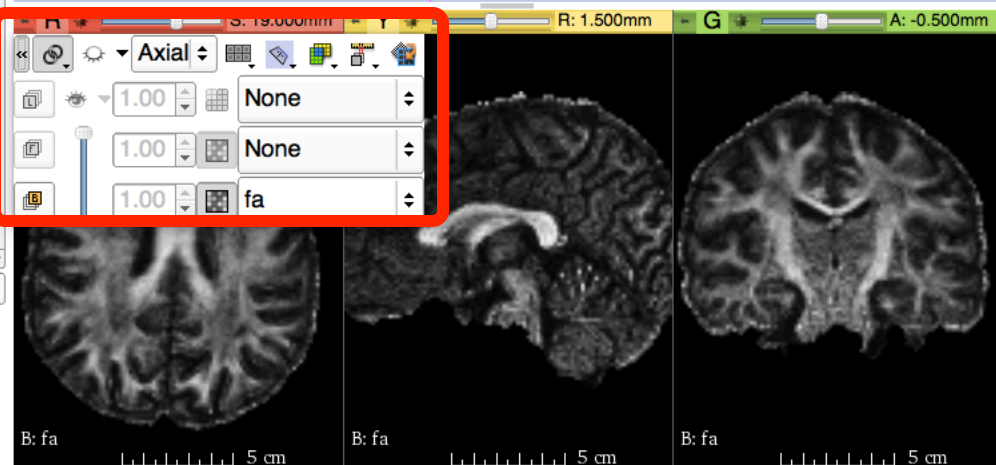 R S: 19.000mm Y R: 1.500mm G A: -0.500mm
« Axial
L 1.00 None
F 1.00 None
B 1.00 fa
B: fa B: fa B: fa
5 cm 5 cm 5 cm